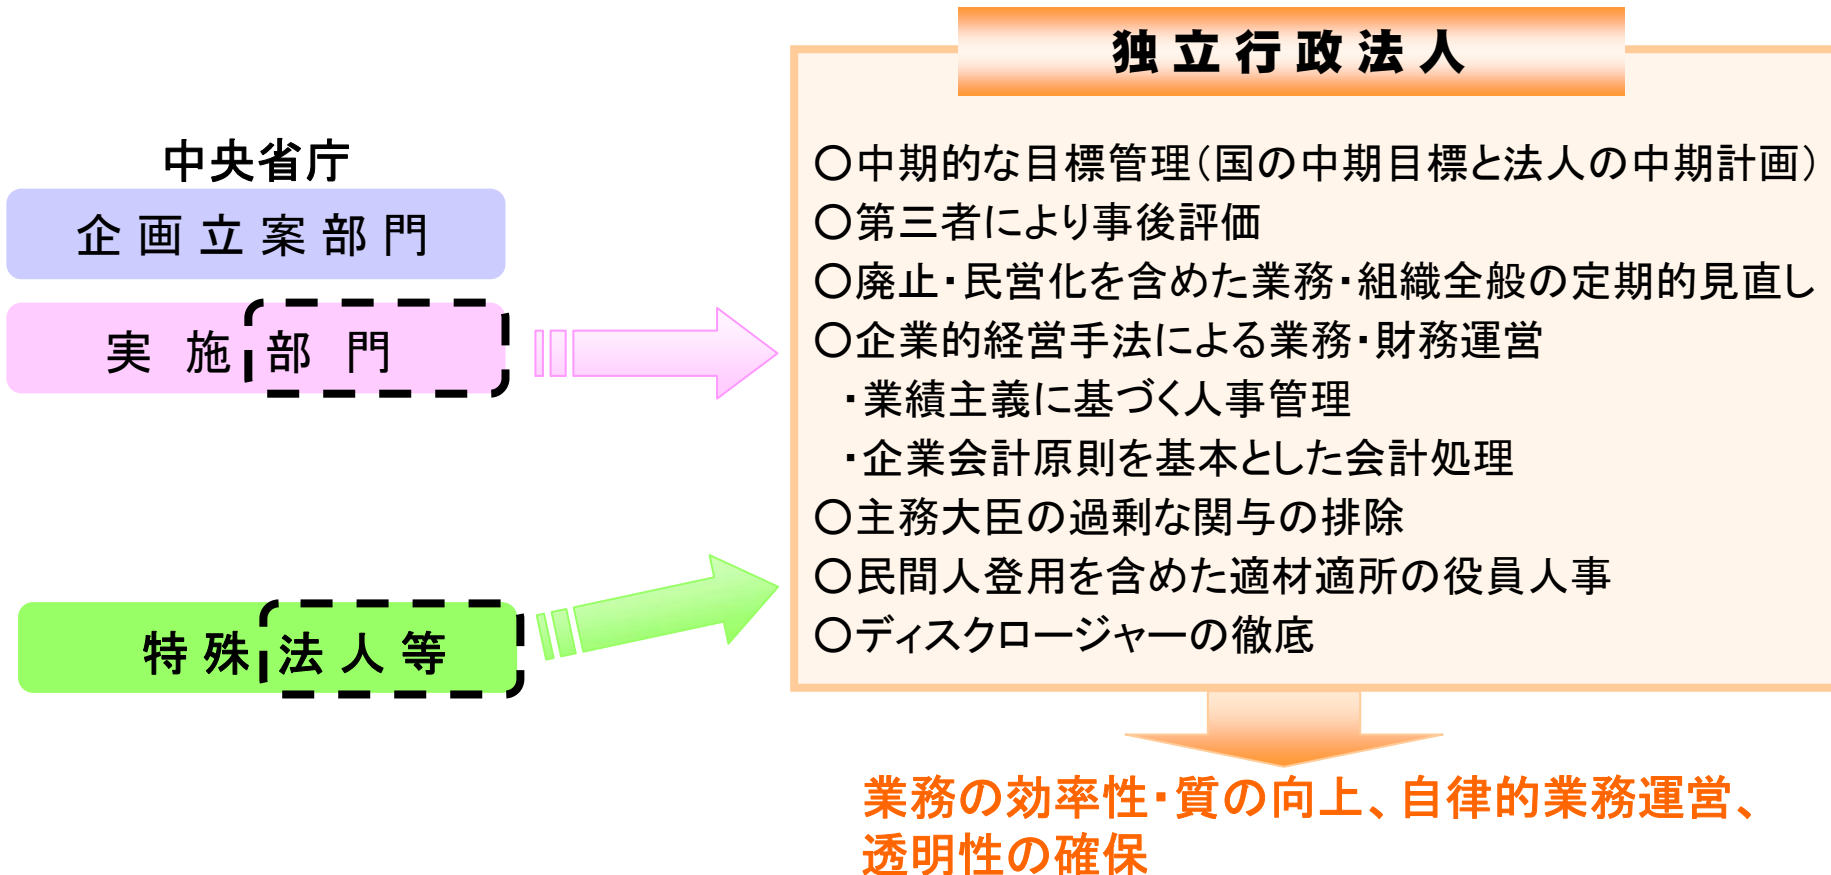 中央省庁
企画立案部門
実施部門
特殊法人等
独立行政法人
○中期的な目標管理(国の中期目標と法人の中期計画)
○第三者により事後評価
○廃止・民営化を含めた業務・組織全般の定期的見直し
○企業的経営手法による業務・財務運営
・業績主義に基づく人事管理
・企業会計原則を基本とした会計処理
○主務大臣の過剰な関与の排除
○民間人登用を含めた適材適所の役員人事
○ディスクロージャーの徹底
業務の効率性・質の向上、自律的業務運営、
透明性の確保